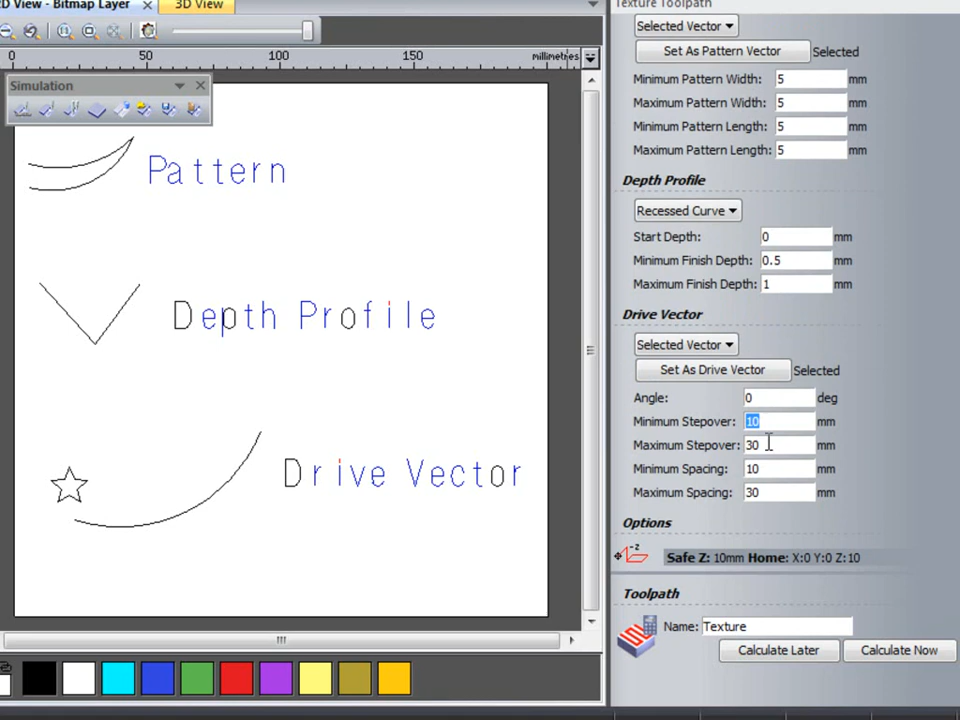 2D View - Bitmap Layer
3D View
Texture Toolpath
0 50 100 150 millimetres
Simulation
Pattern
Depth Profile
Drive Vector
Selected Vector
Set As Pattern Vector Selected
Minimum Pattern Width: 5 mm
Maximum Pattern Width: 5 mm
Minimum Pattern Length: 5 mm
Maximum Pattern Length: 5 mm
Depth Profile
Recessed Curve
Start Depth: 0 mm
Minimum Finish Depth: 0.5 mm
Maximum Finish Depth: 1 mm
Drive Vector
Selected Vector
Set As Drive Vector Selected
Angle: 0 deg
Minimum Stepover: 10 mm
Maximum Stepover: 30 mm
Minimum Spacing: 10 mm
Maximum Spacing: 30 mm
Options
-z
Safe Z: 10mm Home: X:0 Y:0 Z:10
Toolpath
Name: Texture
Calculate Later Calculate Now